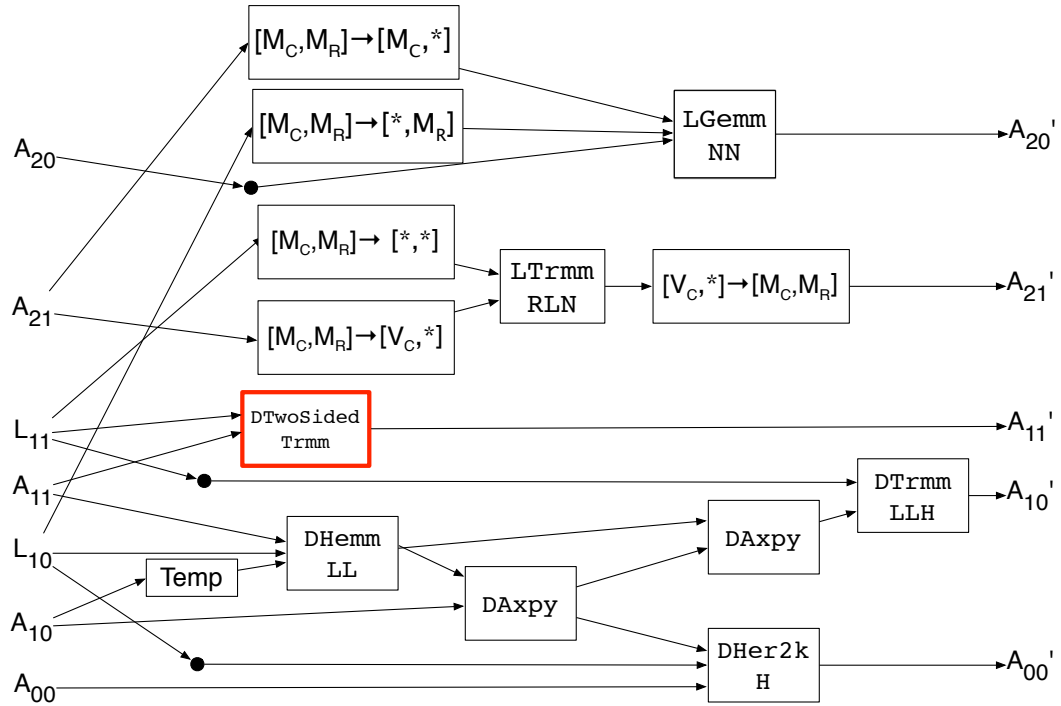 [M_C,M_R]→[M_C,*]
[M_C,M_R]→[*,M_R]
LGemm
NN
A_20
A_20'
[M_C,M_R]→ [*,*]
LTrmm
RLN
[V_C,*]→[M_C,M_R]
A_21
A_21'
[M_C,M_R]→[V_C,*]
DTwoSided
Trmm
L_11
A_11'
A_11
DTrmm
LLH
A_10'
L_10
DHemm
LL
DAxpy
Temp
DAxpy
A_10
DHer2k
H
A_00
A_00'